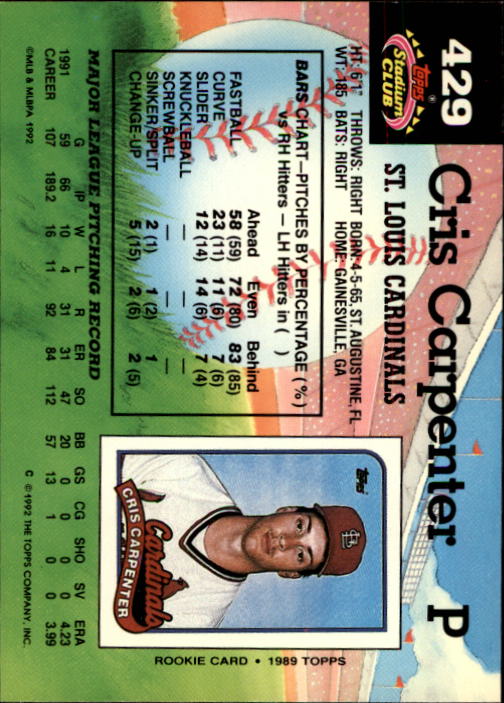 429
Topps
Stadium
CLUB
Cris Carpenter P
ST. LOUIS CARDINALS
HT: 6'1" THROWS: RIGHT BORN: 4-5-65, ST. AUGUSTINE, FL
WT: 185 BATS: RIGHT HOME: GAINESVILLE, GA
BARS CHART—PITCHES BY PERCENTAGE (%)
vs RH Hitters — LH Hitters in ( )
Ahead Even Behind
FASTBALL 58 (59) 72 (80) 83 (85)
CURVE 23 (11) 11 (6) 7 (6)
SLIDER 12 (14) 14 (6) 7 (4)
KNUCKLEBALL — — —
SCREWBALL — — —
SINKER/SPLIT 2 (1) 1 (2) 1
CHANGE-UP 5 (15) 2 (6) 2 (5)
Topps
Cardinals
CRIS CARPENTER
ROOKIE CARD • 1989 TOPPS
MAJOR LEAGUE PITCHING RECORD
G IP W L R ER SO BB GS CG SHO SV ERA
1991 59 66 10 4 31 31 47 20 0 0 0 0 4.23
CAREER 107 189.2 16 11 92 84 112 57 13 1 0 0 3.99
©MLB & MLBPA 1992
C © 1992 THE TOPPS COMPANY, INC.